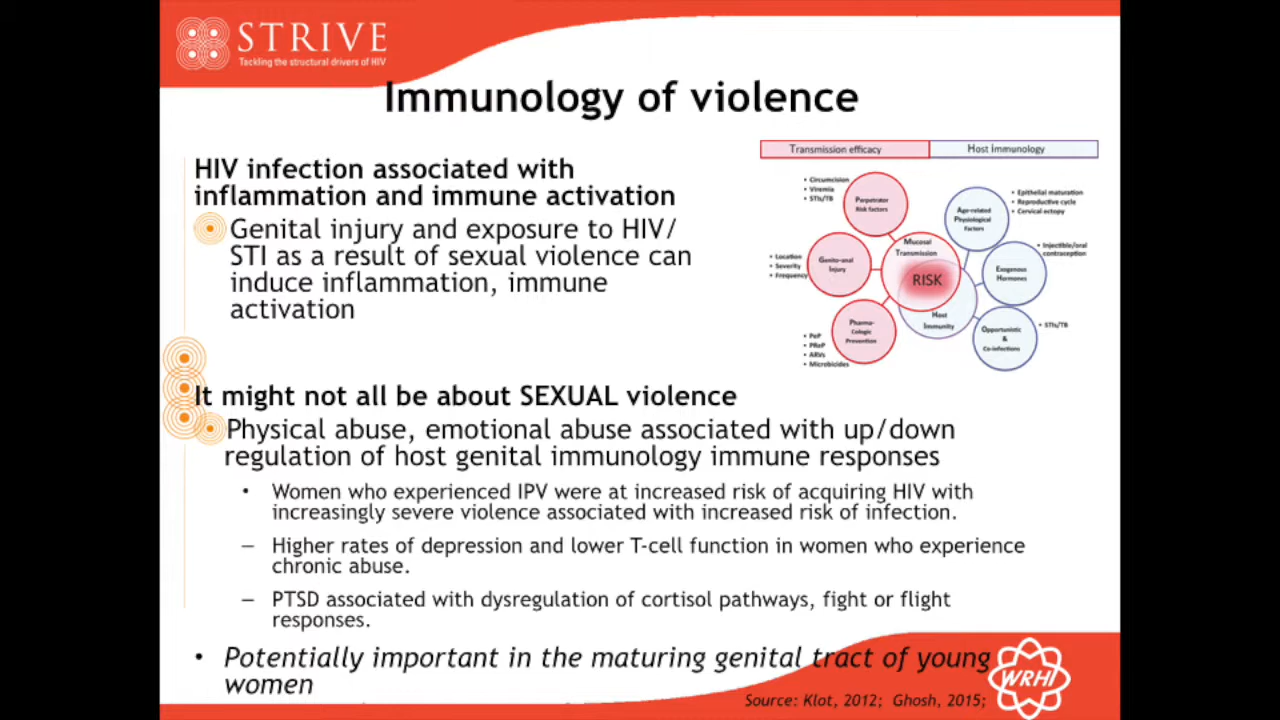 STRIVE
Tackling the structural drivers of HIV
Immunology of violence
HIV infection associated with
inflammation and immune activation
Genital injury and exposure to HIV/
STI as a result of sexual violence can
induce inflammation, immune
activation
Transmission efficacy
Host Immunology
• Circumcision
• Viremia
• STIs/TB
Perpetrator
Risk factors
Age-related
Physiological
Factors
• Epithelial maturation
• Reproductive cycle
• Cervical ectopy
• Location
• Severity
• Frequency
Genito-anal
Injury
Mucosal
Transmission
RISK
Host
Immunity
Exogenous
Hormones
• Injectible/oral
contraception
Pharma-
Cologic
Prevention
• PeP
• PReP
• ARVs
• Microbicides
Opportunistic
&
Co-infections
• STIs/TB
It might not all be about SEXUAL violence
Physical abuse, emotional abuse associated with up/down
regulation of host genital immunology immune responses
• Women who experienced IPV were at increased risk of acquiring HIV with
increasingly severe violence associated with increased risk of infection.
– Higher rates of depression and lower T-cell function in women who experience
chronic abuse.
– PTSD associated with dysregulation of cortisol pathways, fight or flight
responses.
• Potentially important in the maturing genital tract of young
women
Source: Klot, 2012; Ghosh, 2015;
WRHI